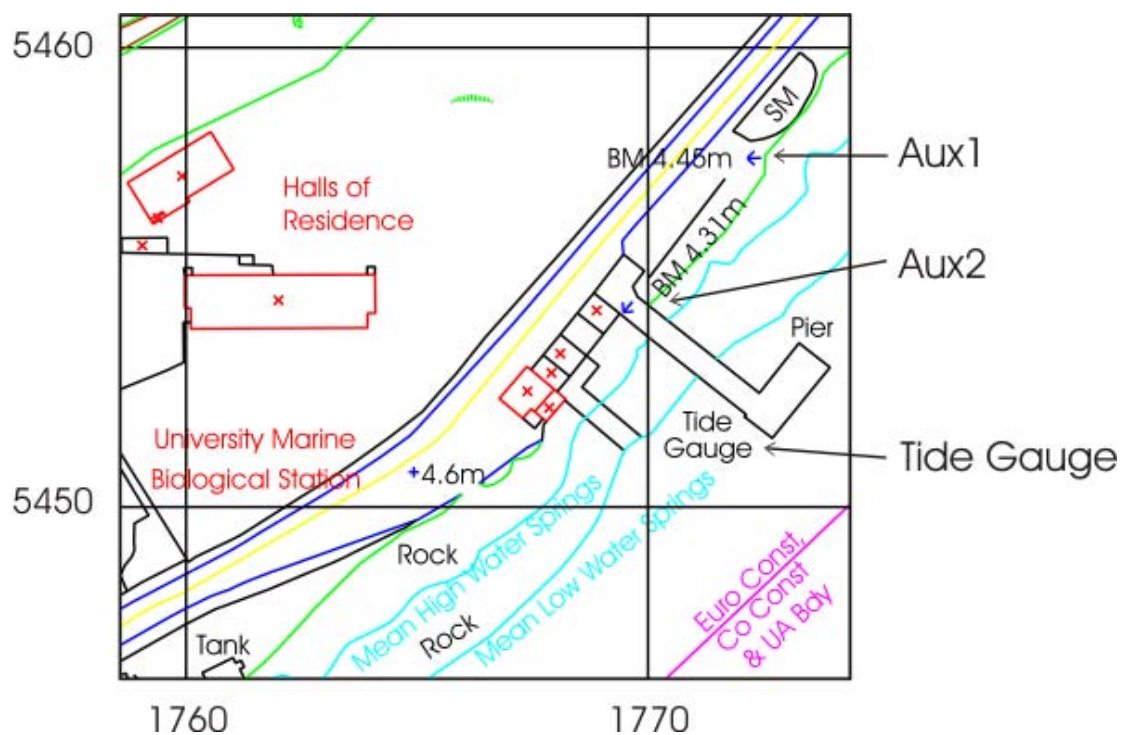 5460
SM
BM 4.45m
Aux1
Halls of
Residence
BM 4.31m
Aux2
Pier
Tide
Gauge
Tide Gauge
University Marine
Biological Station
+4.6m
5450
Rock
Mean High Water Springs
Rock
Mean Low Water Springs
Euro Const,
Co Const
& UA Bdy
Tank
1760
1770